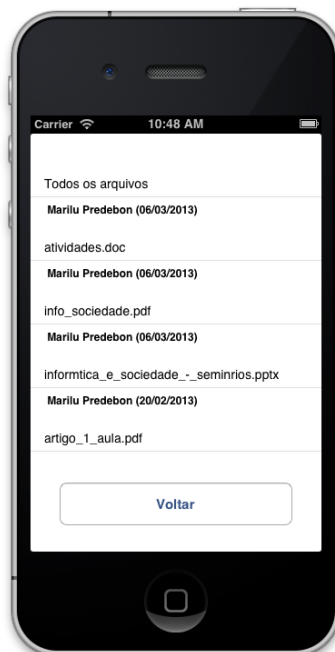 Carrier 10:48 AM
Todos os arquivos
Marilu Predebon (06/03/2013)
atividades.doc
Marilu Predebon (06/03/2013)
info_sociedade.pdf
Marilu Predebon (06/03/2013)
informtica_e_sociedade_-_seminrios.pptx
Marilu Predebon (20/02/2013)
artigo_1_aula.pdf
Voltar